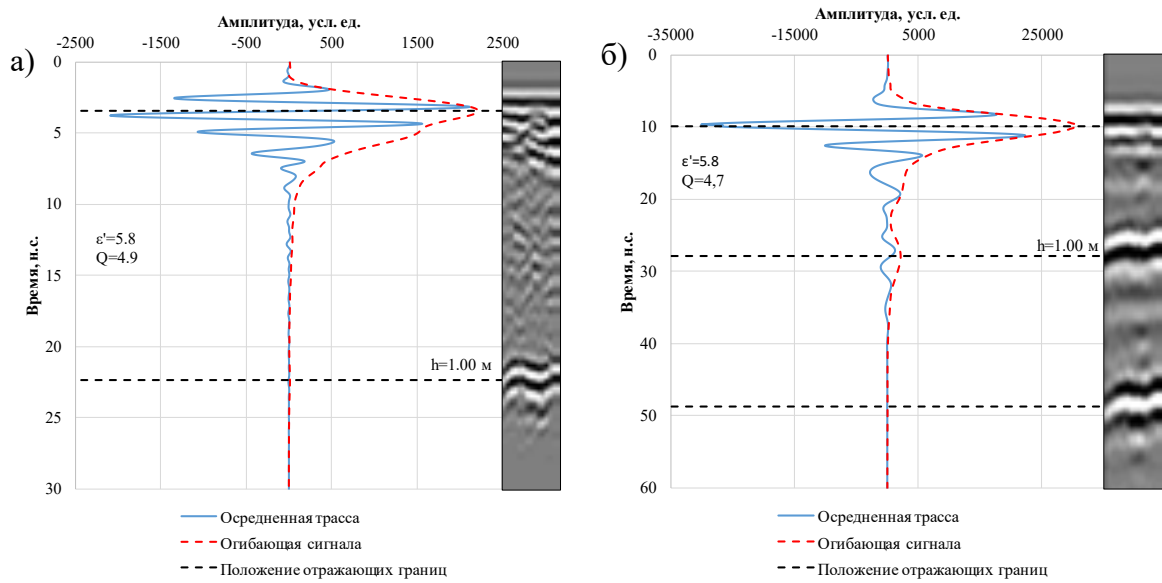 а)
Амплитуда, усл. ед.
-2500 -1500 -500 500 1500 2500
Время, н.с.
0
5
10
15
20
25
30
ε'=5.8
Q=4.9
h=1.00 м
Осредненная трасса
Огибающая сигнала
Положение отражающих границ
б)
Амплитуда, усл. ед.
-35000 -15000 5000 25000
Время, н.с.
0
10
20
30
40
50
60
ε'=5.8
Q=4,7
h=1.00 м
Осредненная трасса
Огибающая сигнала
Положение отражающих границ